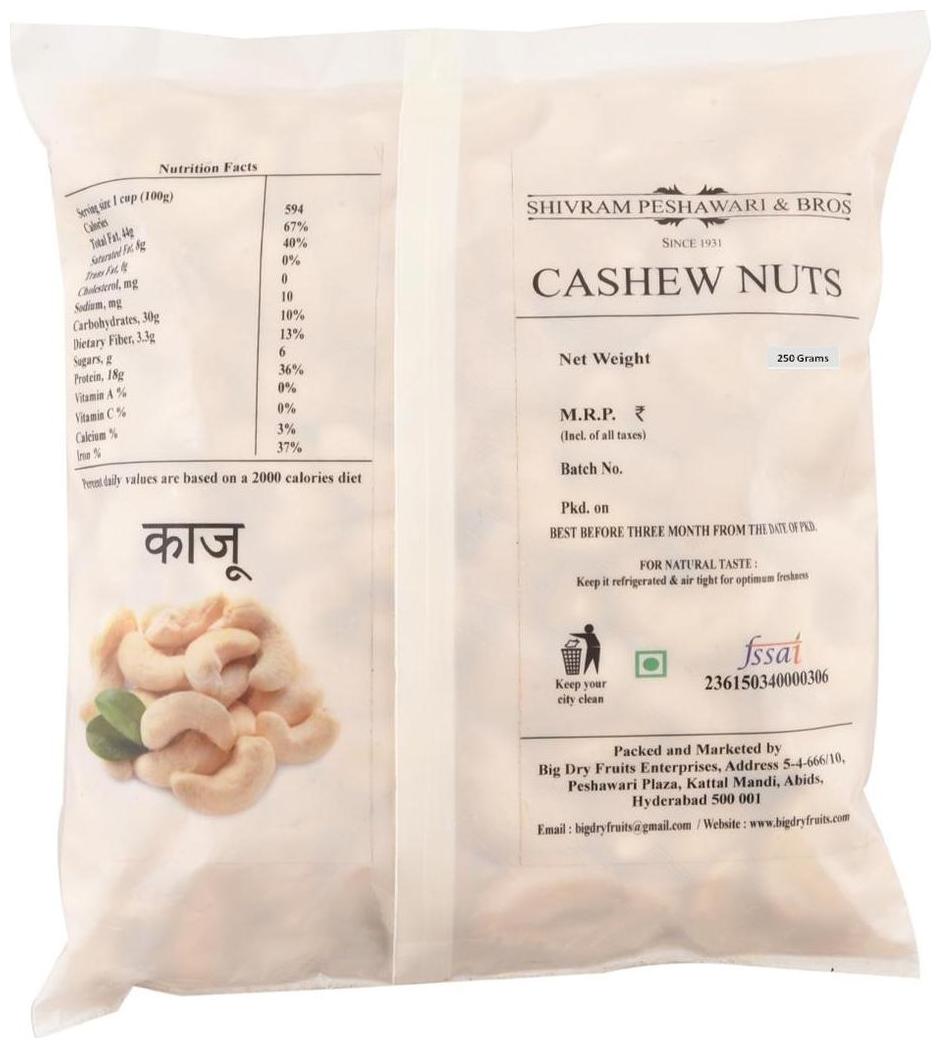 Nutrition Facts
Serving size 1 cup (100g)
Calories 594
Total Fat, 44g 67%
Saturated Fat, 8g 40%
Trans Fat, 0g 0%
Cholesterol, mg 0
Sodium, mg 10
Carbohydrates, 30g 10%
Dietary Fiber, 3.3g 13%
Sugars, g 6
Protein, 18g 36%
Vitamin A % 0%
Vitamin C % 0%
Calcium % 3%
Iron % 37%
Percent daily values are based on a 2000 calories diet
काजू
SHIVRAM PESHAWARI & BROS
SINCE 1931
CASHEW NUTS
Net Weight 250 Grams
M.R.P. ₹
(Incl. of all taxes)
Batch No.
Pkd. on
BEST BEFORE THREE MONTH FROM THE DATE OF PKD.
FOR NATURAL TASTE :
Keep it refrigerated & air tight for optimum freshness
Keep your
city clean
fssai
236150340000306
Packed and Marketed by
Big Dry Fruits Enterprises, Address 5-4-666/10,
Peshawari Plaza, Kattal Mandi, Abids,
Hyderabad 500 001
Email : bigdryfruits@gmail.com / Website : www.bigdryfruits.com